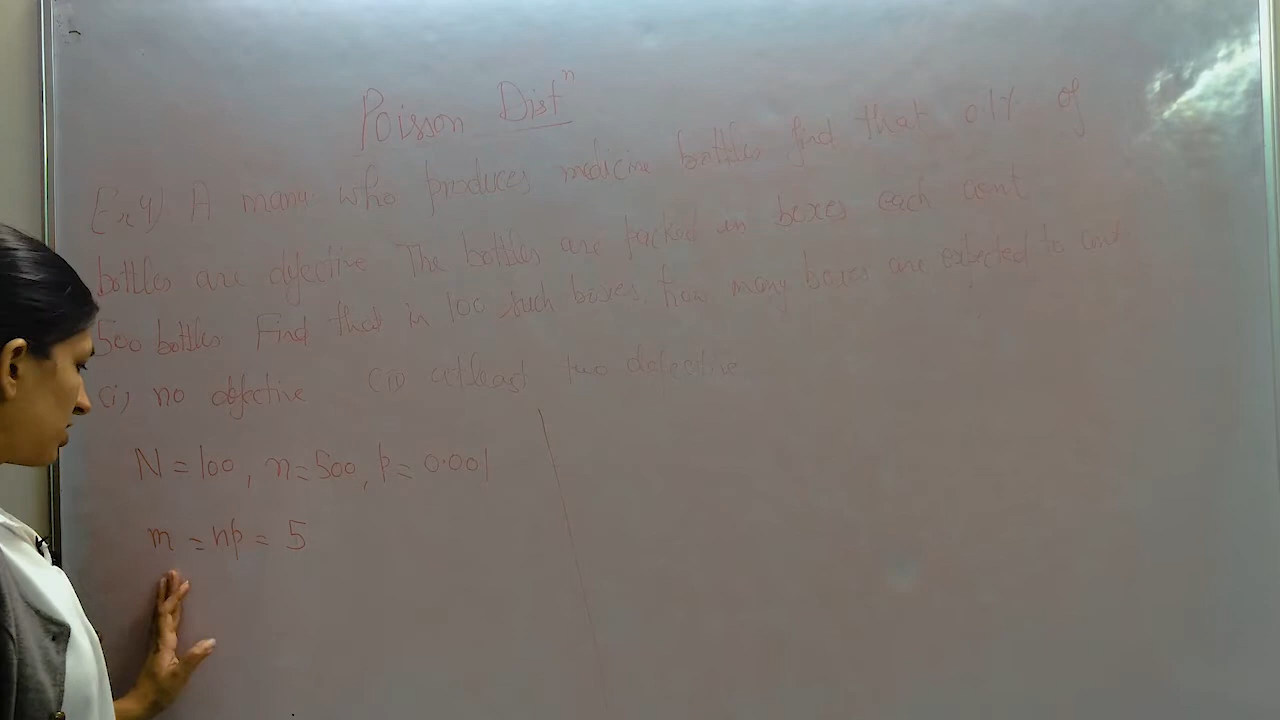 Poisson Distⁿ
Ex 4). A manu. who produces medicine bottles find that 0.1% of
bottles are defective The bottles are packed in boxes each cont
500 bottles Find that in 100 such boxes, how many boxes are expected to cont.
(i) no defective (ii) atleast two defective
N = 100, n = 500, p = 0.001
m = np = 5